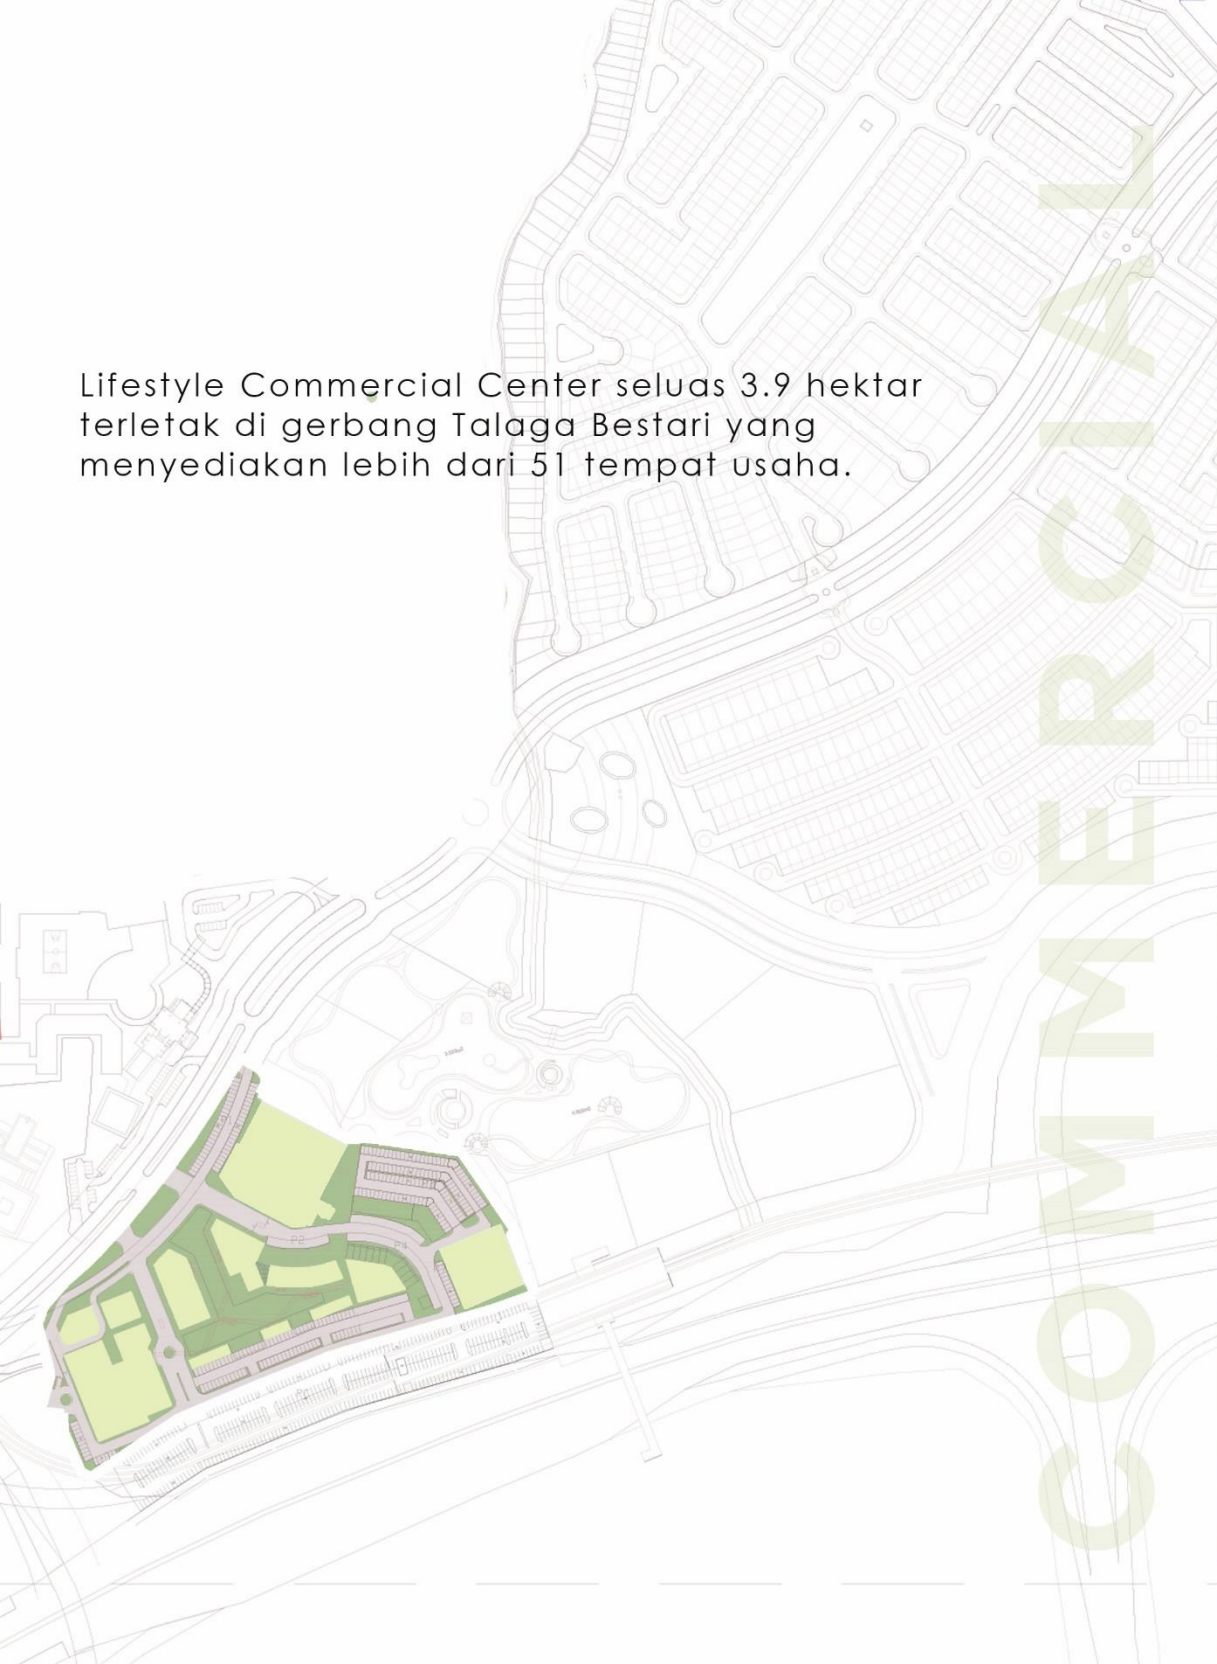 Lifestyle Commercial Center seluas 3.9 hektar
terletak di gerbang Talaga Bestari yang
menyediakan lebih dari 51 tempat usaha.
COMMERCIAL
P2